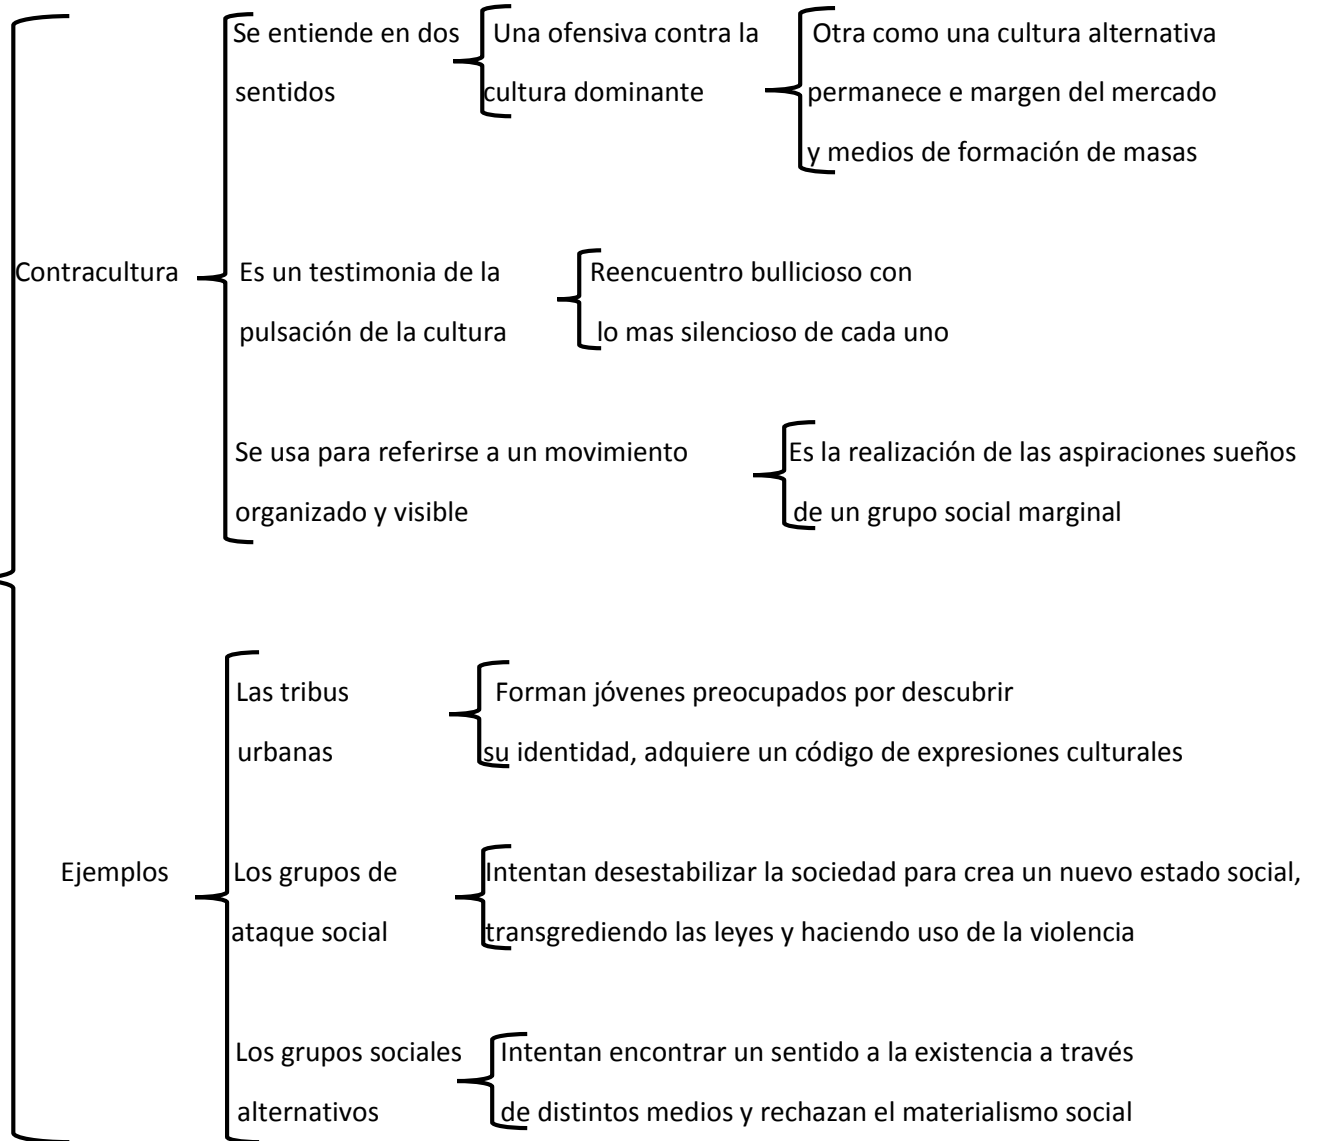 Se entiende en dos
sentidos
Una ofensiva contra la
cultura dominante
Otra como una cultura alternativa
permanece e margen del mercado
y medios de formación de masas
Contracultura
Es un testimonia de la
pulsación de la cultura
Reencuentro bullicioso con
lo mas silencioso de cada uno
Se usa para referirse a un movimiento
organizado y visible
Es la realización de las aspiraciones sueños
de un grupo social marginal
Las tribus
urbanas
Forman jóvenes preocupados por descubrir
su identidad, adquiere un código de expresiones culturales
Ejemplos
Los grupos de
ataque social
Intentan desestabilizar la sociedad para crea un nuevo estado social,
transgrediendo las leyes y haciendo uso de la violencia
Los grupos sociales
alternativos
Intentan encontrar un sentido a la existencia a través
de distintos medios y rechazan el materialismo social